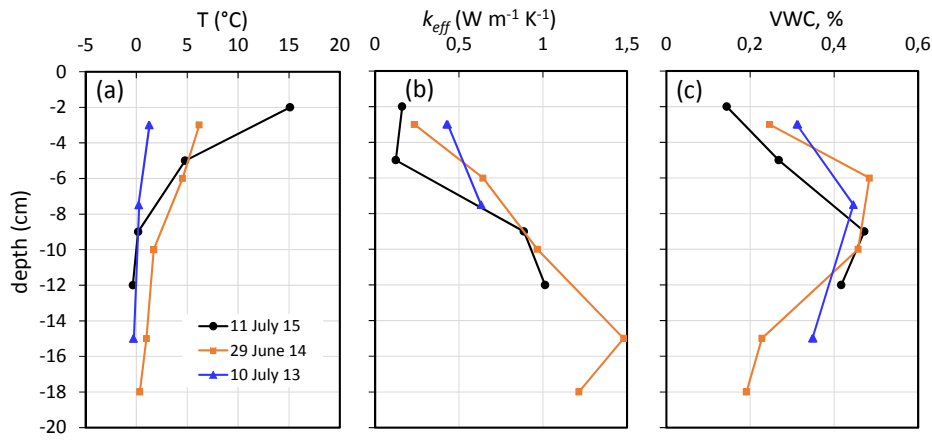 T (°C)
-5 0 5 10 15 20
k_eff (W m⁻¹ K⁻¹)
0 0,5 1 1,5
VWC, %
0 0,2 0,4 0,6
depth (cm)
0
-2
-4
-6
-8
-10
-12
-14
-16
-18
-20
(a)
(b)
(c)
11 July 15
29 June 14
10 July 13